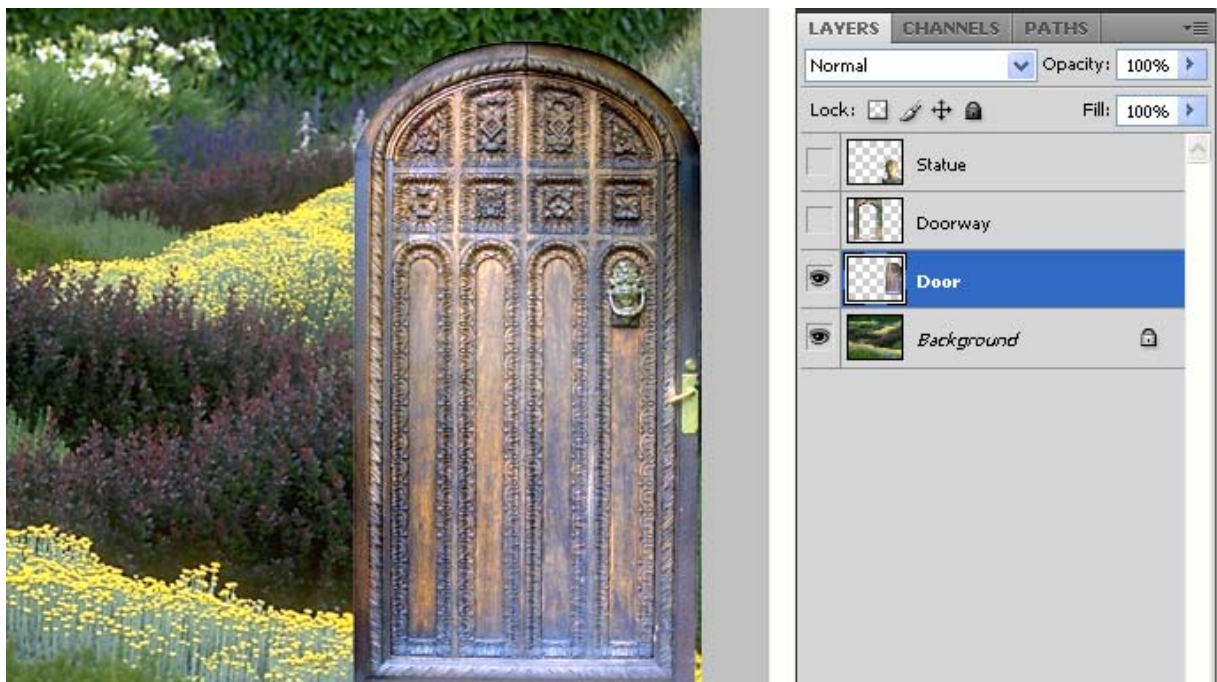 LAYERS CHANNELS PATHS
Normal Opacity: 100%
Lock: Fill: 100%
Statue
Doorway
Door
Background